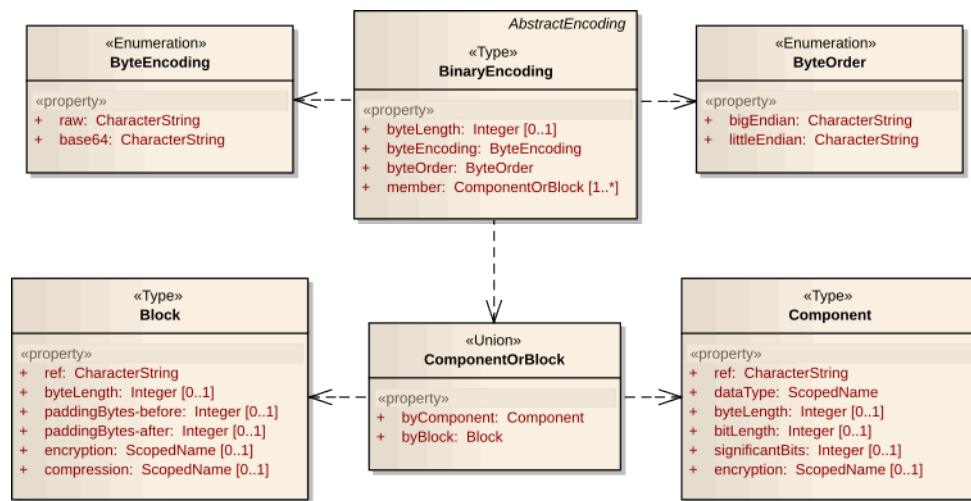 «Enumeration»
ByteEncoding
«property»
+ raw: CharacterString
+ base64: CharacterString
AbstractEncoding
«Type»
BinaryEncoding
«property»
+ byteLength: Integer [0..1]
+ byteEncoding: ByteEncoding
+ byteOrder: ByteOrder
+ member: ComponentOrBlock [1..*]
«Enumeration»
ByteOrder
«property»
+ bigEndian: CharacterString
+ littleEndian: CharacterString
«Type»
Block
«property»
+ ref: CharacterString
+ byteLength: Integer [0..1]
+ paddingBytes-before: Integer [0..1]
+ paddingBytes-after: Integer [0..1]
+ encryption: ScopedName [0..1]
+ compression: ScopedName [0..1]
«Union»
ComponentOrBlock
«property»
+ byComponent: Component
+ byBlock: Block
«Type»
Component
«property»
+ ref: CharacterString
+ dataType: ScopedName
+ byteLength: Integer [0..1]
+ bitLength: Integer [0..1]
+ significantBits: Integer [0..1]
+ encryption: ScopedName [0..1]